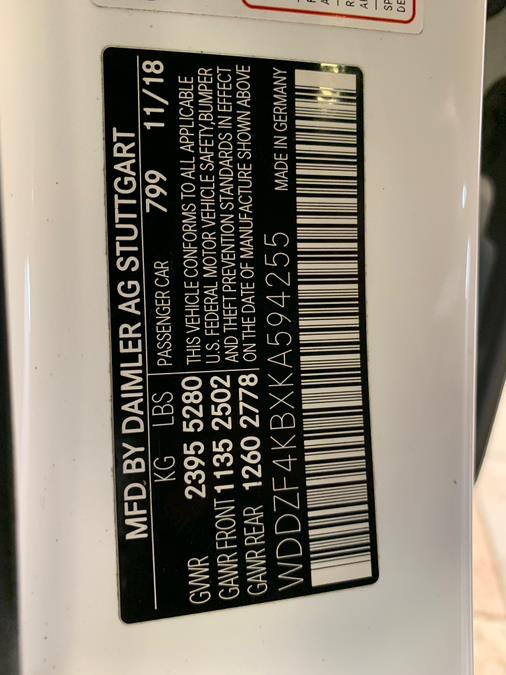 MFD. BY DAIMLER AG STUTTGART
KG LBS PASSENGER CAR 799 11/18
GVWR 2395 5280 THIS VEHICLE CONFORMS TO ALL APPLICABLE
GAWR FRONT 1135 2502 U.S. FEDERAL MOTOR VEHICLE SAFETY,BUMPER
GAWR REAR 1260 2778 AND THEFT PREVENTION STANDARDS IN EFFECT
ON THE DATE OF MANUFACTURE SHOWN ABOVE
WDDZF4KBXKA594255 MADE IN GERMANY